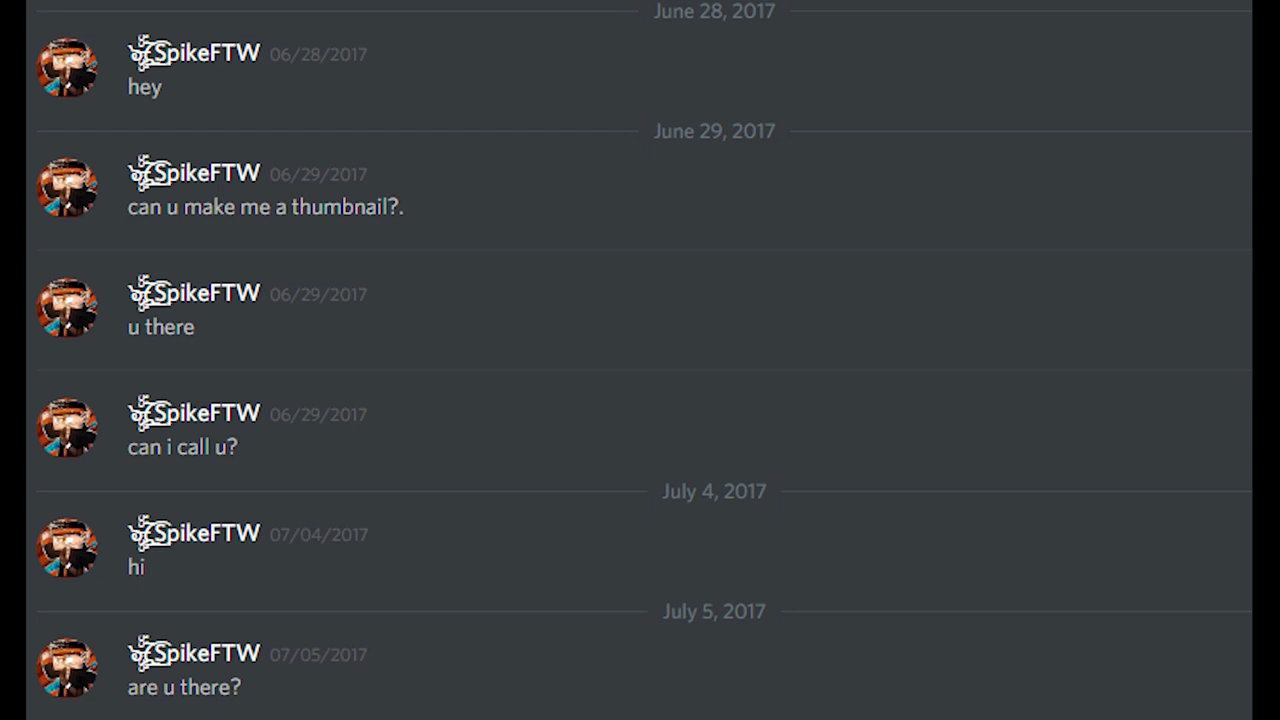 June 28, 2017
SpikeFTW 06/28/2017
hey
June 29, 2017
SpikeFTW 06/29/2017
can u make me a thumbnail?.
SpikeFTW 06/29/2017
u there
SpikeFTW 06/29/2017
can i call u?
July 4, 2017
SpikeFTW 07/04/2017
hi
July 5, 2017
SpikeFTW 07/05/2017
are u there?